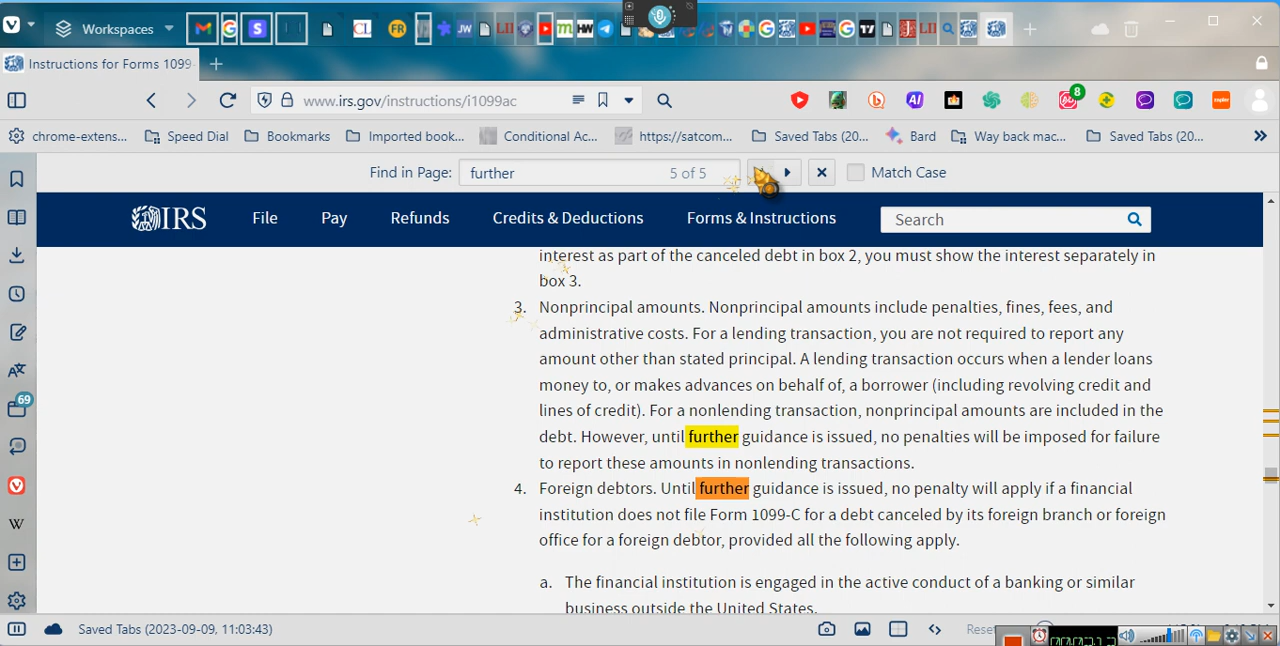 Workspaces
Instructions for Forms 1099
www.irs.gov/instructions/i1099ac
8
chrome-extens...
Speed Dial
Bookmarks
Imported book...
Conditional Ac...
https://satcom...
Saved Tabs (20...
Bard
Way back mac...
Saved Tabs (20...
Find in Page:
further
5 of 5
Match Case
IRS
File
Pay
Refunds
Credits & Deductions
Forms & Instructions
Search
interest as part of the canceled debt in box 2, you must show the interest separately in
box 3.
3. Nonprincipal amounts. Nonprincipal amounts include penalties, fines, fees, and
administrative costs. For a lending transaction, you are not required to report any
amount other than stated principal. A lending transaction occurs when a lender loans
money to, or makes advances on behalf of, a borrower (including revolving credit and
lines of credit). For a nonlending transaction, nonprincipal amounts are included in the
debt. However, until further guidance is issued, no penalties will be imposed for failure
to report these amounts in nonlending transactions.
4. Foreign debtors. Until further guidance is issued, no penalty will apply if a financial
institution does not file Form 1099-C for a debt canceled by its foreign branch or foreign
office for a foreign debtor, provided all the following apply.
a. The financial institution is engaged in the active conduct of a banking or similar
business outside the United States.
69
Saved Tabs (2023-09-09, 11:03:43)
Reset